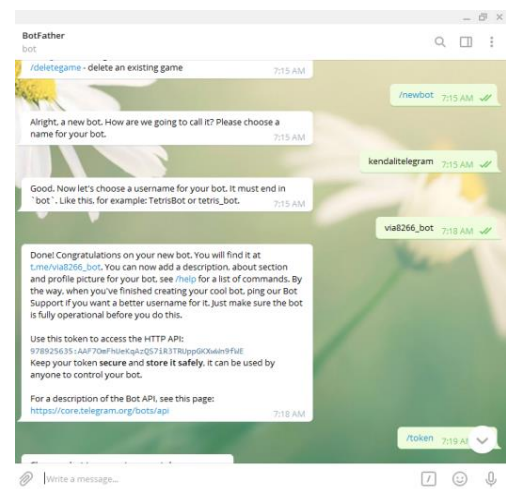 BotFather
bot
/deletegame - delete an existing game
7:15 AM
/newbot 7:15 AM
Alright, a new bot. How are we going to call it? Please choose a
name for your bot.
7:15 AM
kendalitelegram 7:15 AM
Good. Now let's choose a username for your bot. It must end in
`bot`. Like this, for example: TetrisBot or tetris_bot.
7:15 AM
via8266_bot 7:18 AM
Done! Congratulations on your new bot. You will find it at
t.me/via8266_bot. You can now add a description, about section
and profile picture for your bot, see /help for a list of commands. By
the way, when you've finished creating your cool bot, ping our Bot
Support if you want a better username for it. Just make sure the bot
is fully operational before you do this.
Use this token to access the HTTP API:
Keep your token secure and store it safely, it can be used by
anyone to control your bot.
For a description of the Bot API, see this page:
https://core.telegram.org/bots/api
7:18 AM
/token 7:19
Write a message...